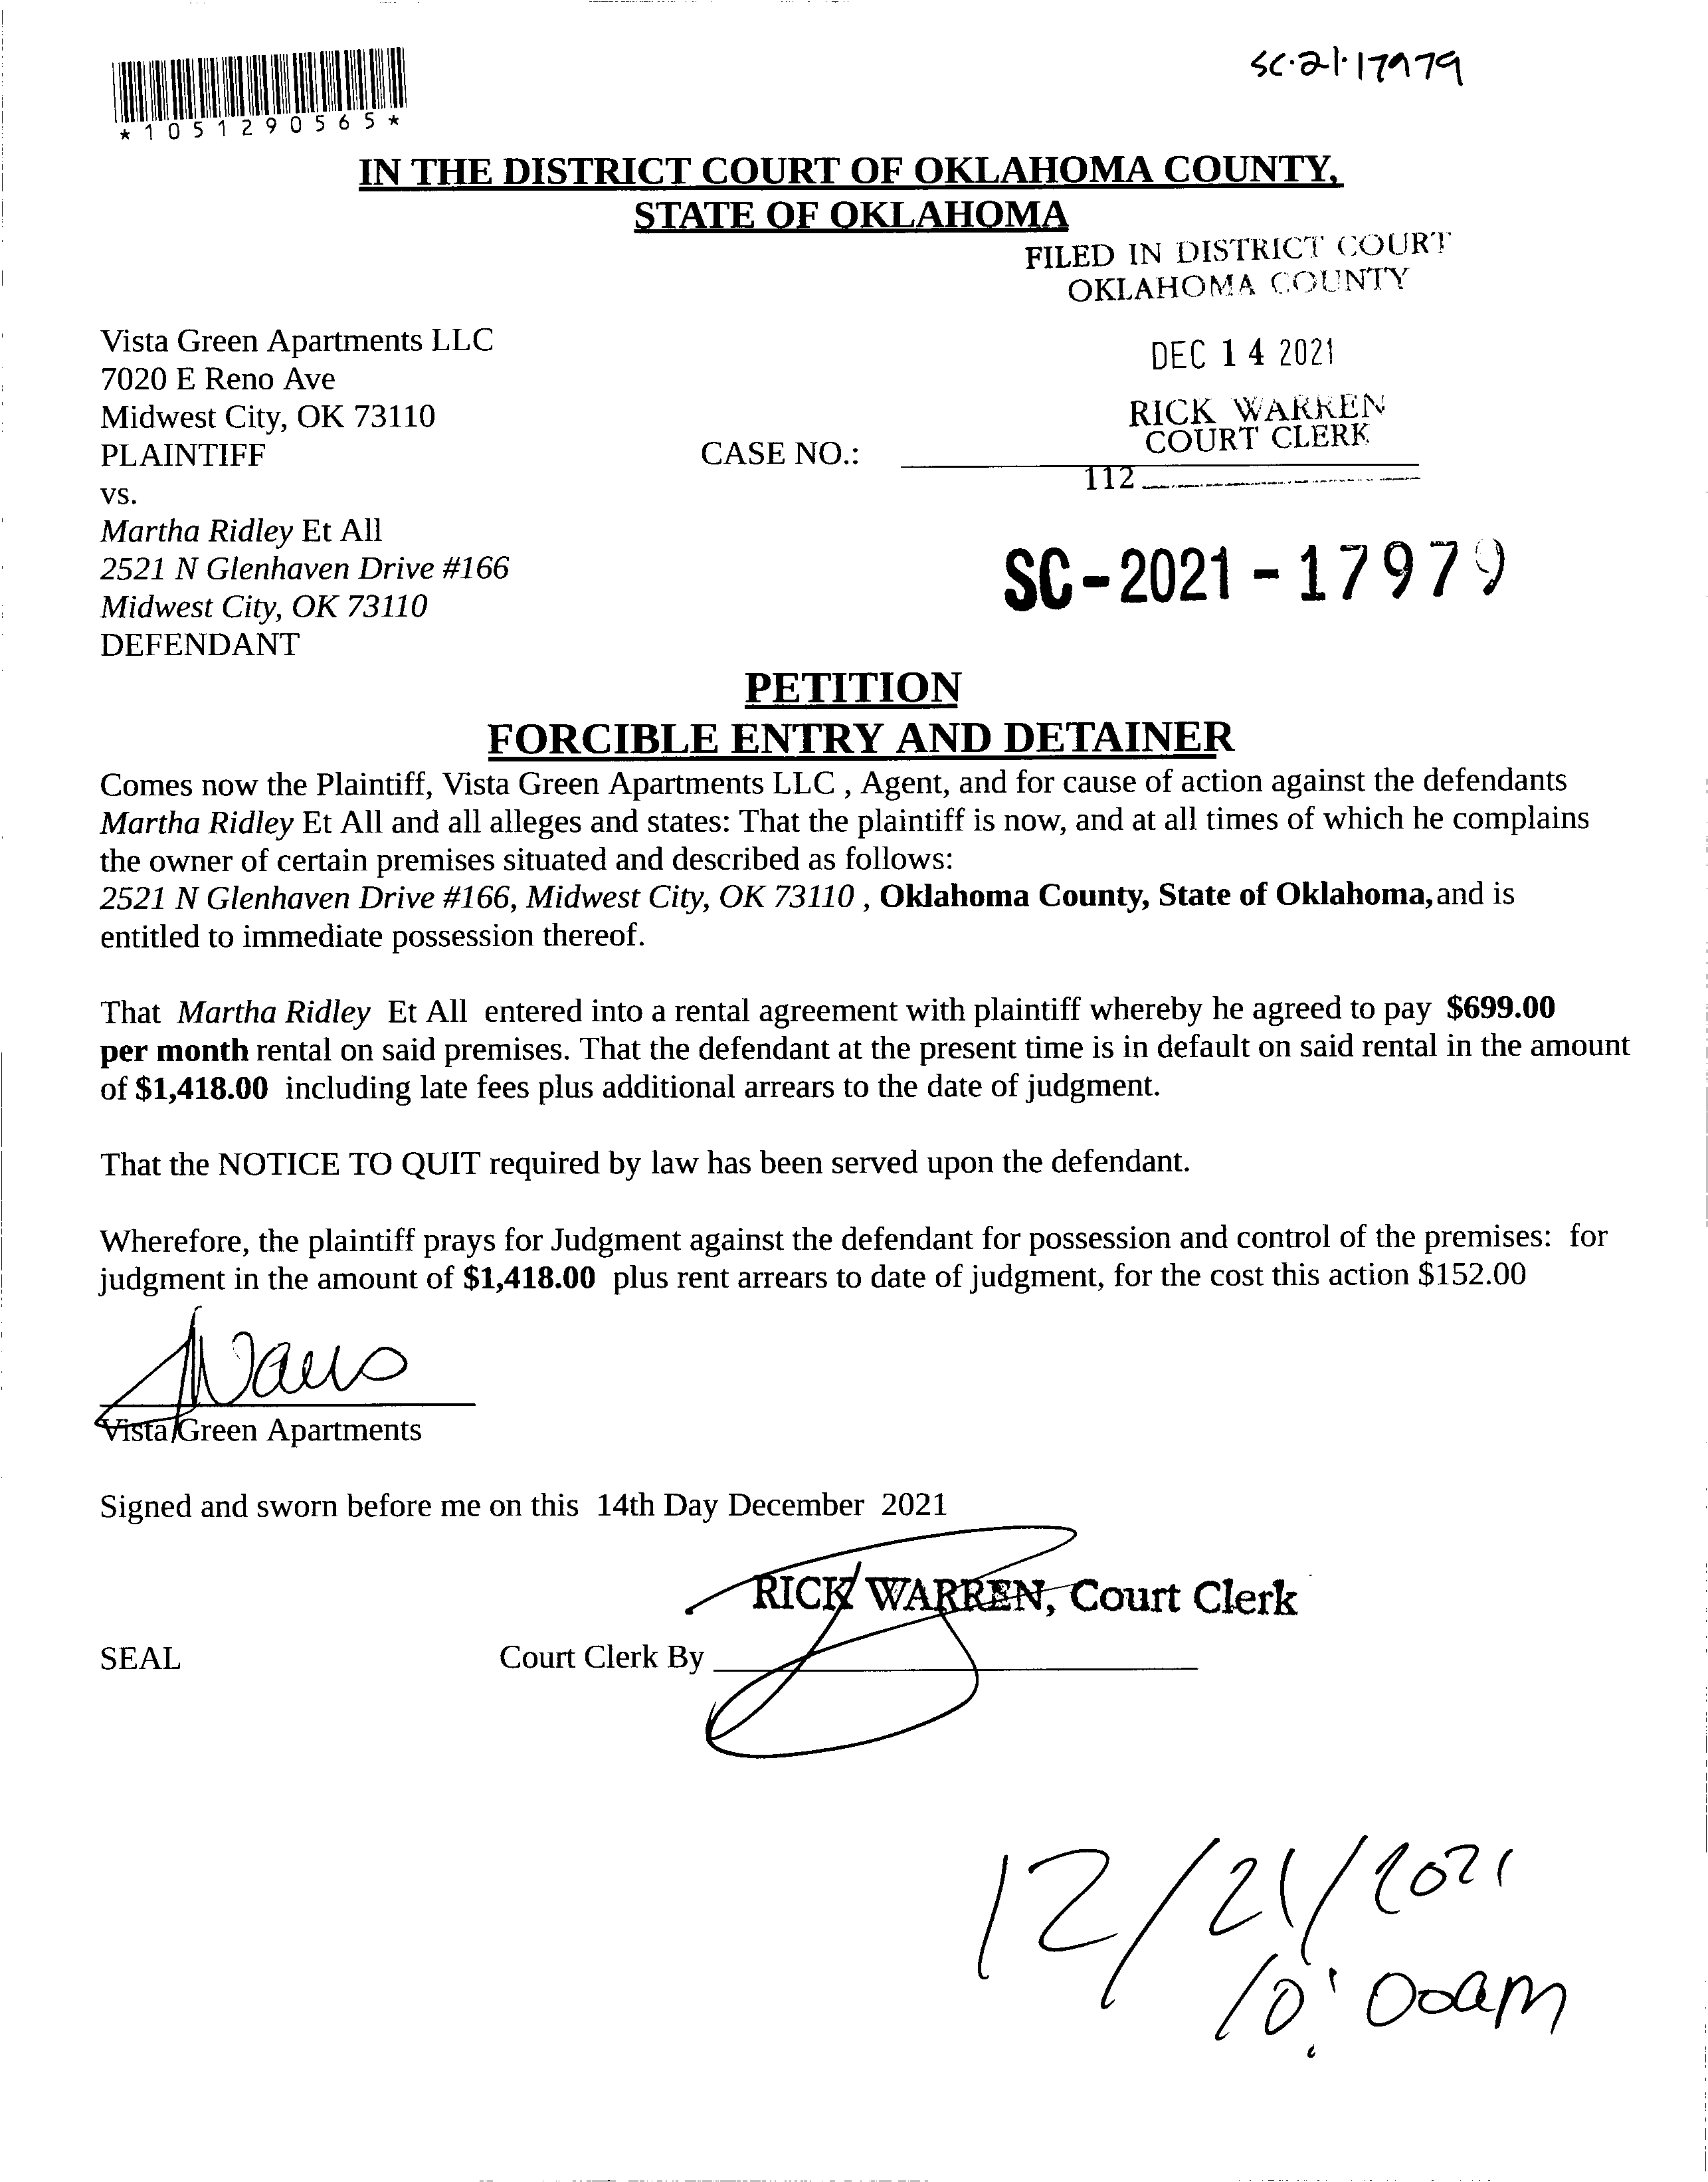 SC-21-17979
*1051290565*
IN THE DISTRICT COURT OF OKLAHOMA COUNTY,
STATE OF OKLAHOMA
FILED IN DISTRICT COURT
OKLAHOMA COUNTY
Vista Green Apartments LLC
7020 E Reno Ave
Midwest City, OK 73110
PLAINTIFF
DEC 14 2021
RICK WARREN
COURT CLERK
CASE NO.:
112
vs.
Martha Ridley Et All
2521 N Glenhaven Drive #166
Midwest City, OK 73110
DEFENDANT
SC-2021-17979
PETITION
FORCIBLE ENTRY AND DETAINER
Comes now the Plaintiff, Vista Green Apartments LLC , Agent, and for cause of action against the defendants
Martha Ridley Et All and all alleges and states: That the plaintiff is now, and at all times of which he complains
the owner of certain premises situated and described as follows:
2521 N Glenhaven Drive #166, Midwest City, OK 73110 , Oklahoma County, State of Oklahoma, and is
entitled to immediate possession thereof.
That Martha Ridley Et All entered into a rental agreement with plaintiff whereby he agreed to pay $699.00
per month rental on said premises. That the defendant at the present time is in default on said rental in the amount
of $1,418.00 including late fees plus additional arrears to the date of judgment.
That the NOTICE TO QUIT required by law has been served upon the defendant.
Wherefore, the plaintiff prays for Judgment against the defendant for possession and control of the premises: for
judgment in the amount of $1,418.00 plus rent arrears to date of judgment, for the cost this action $152.00
Vista Green Apartments
Signed and sworn before me on this 14th Day December 2021
RICK WARREN, Court Clerk
SEAL
Court Clerk By
12/21/2021
10:00am